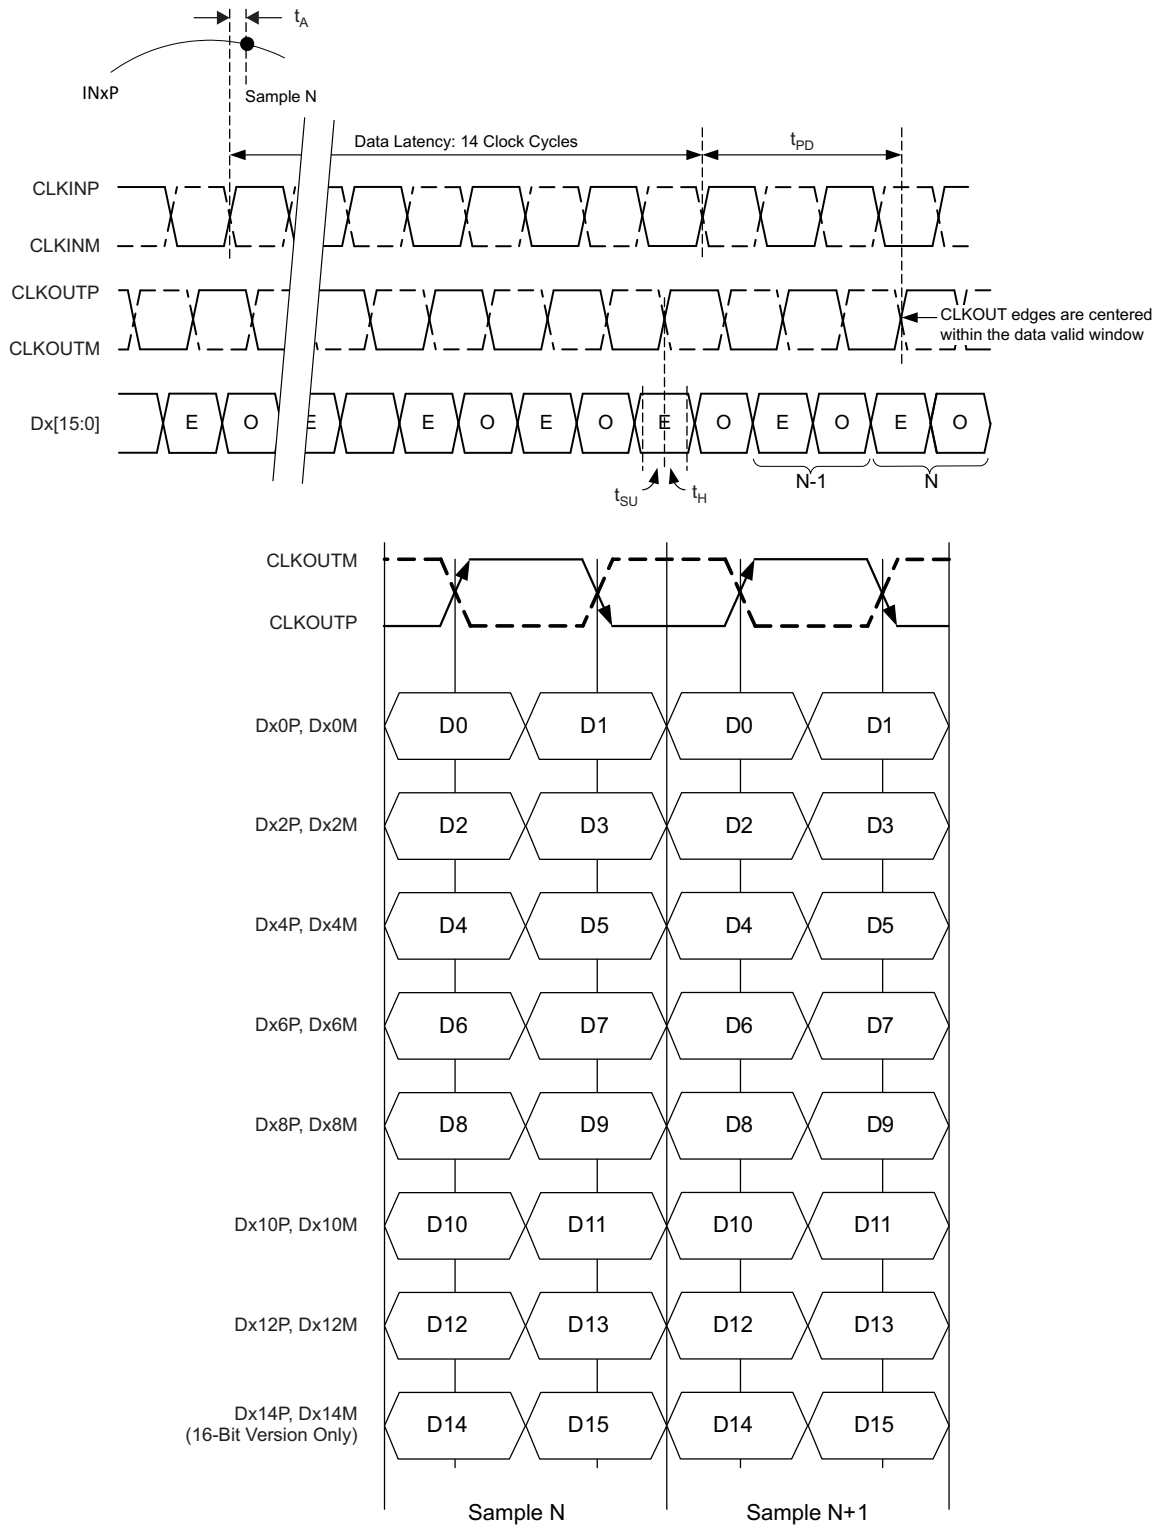 tA
INxP
Sample N
Data Latency: 14 Clock Cycles
tPD
CLKINP
CLKINM
CLKOUTP
CLKOUTM
CLKOUT edges are centered
within the data valid window
Dx[15:0]
E O E E O E O E O E O E O
tSU
tH
N-1
N
CLKOUTM
CLKOUTP
Dx0P, Dx0M D0 D1 D0 D1
Dx2P, Dx2M D2 D3 D2 D3
Dx4P, Dx4M D4 D5 D4 D5
Dx6P, Dx6M D6 D7 D6 D7
Dx8P, Dx8M D8 D9 D8 D9
Dx10P, Dx10M D10 D11 D10 D11
Dx12P, Dx12M D12 D13 D12 D13
Dx14P, Dx14M
(16-Bit Version Only)
D14 D15 D14 D15
Sample N
Sample N+1